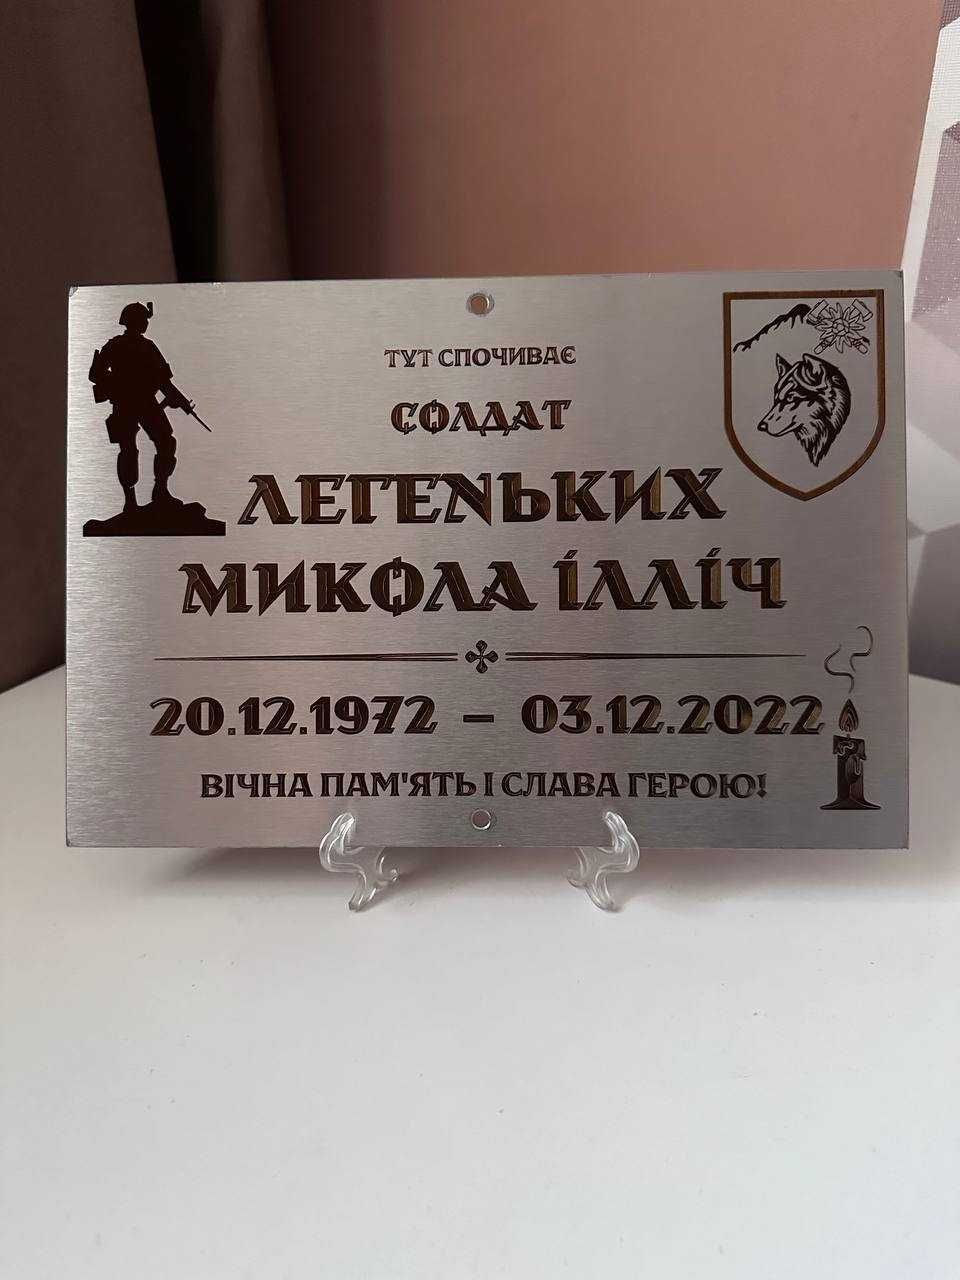 ТУТ СПОЧИВАЄ
СОЛДАТ
ЛЕГЕНЬКИХ
МИКОЛА ІЛЛІЧ
20.12.1972 – 03.12.2022
ВІЧНА ПАМ'ЯТЬ І СЛАВА ГЕРОЮ!